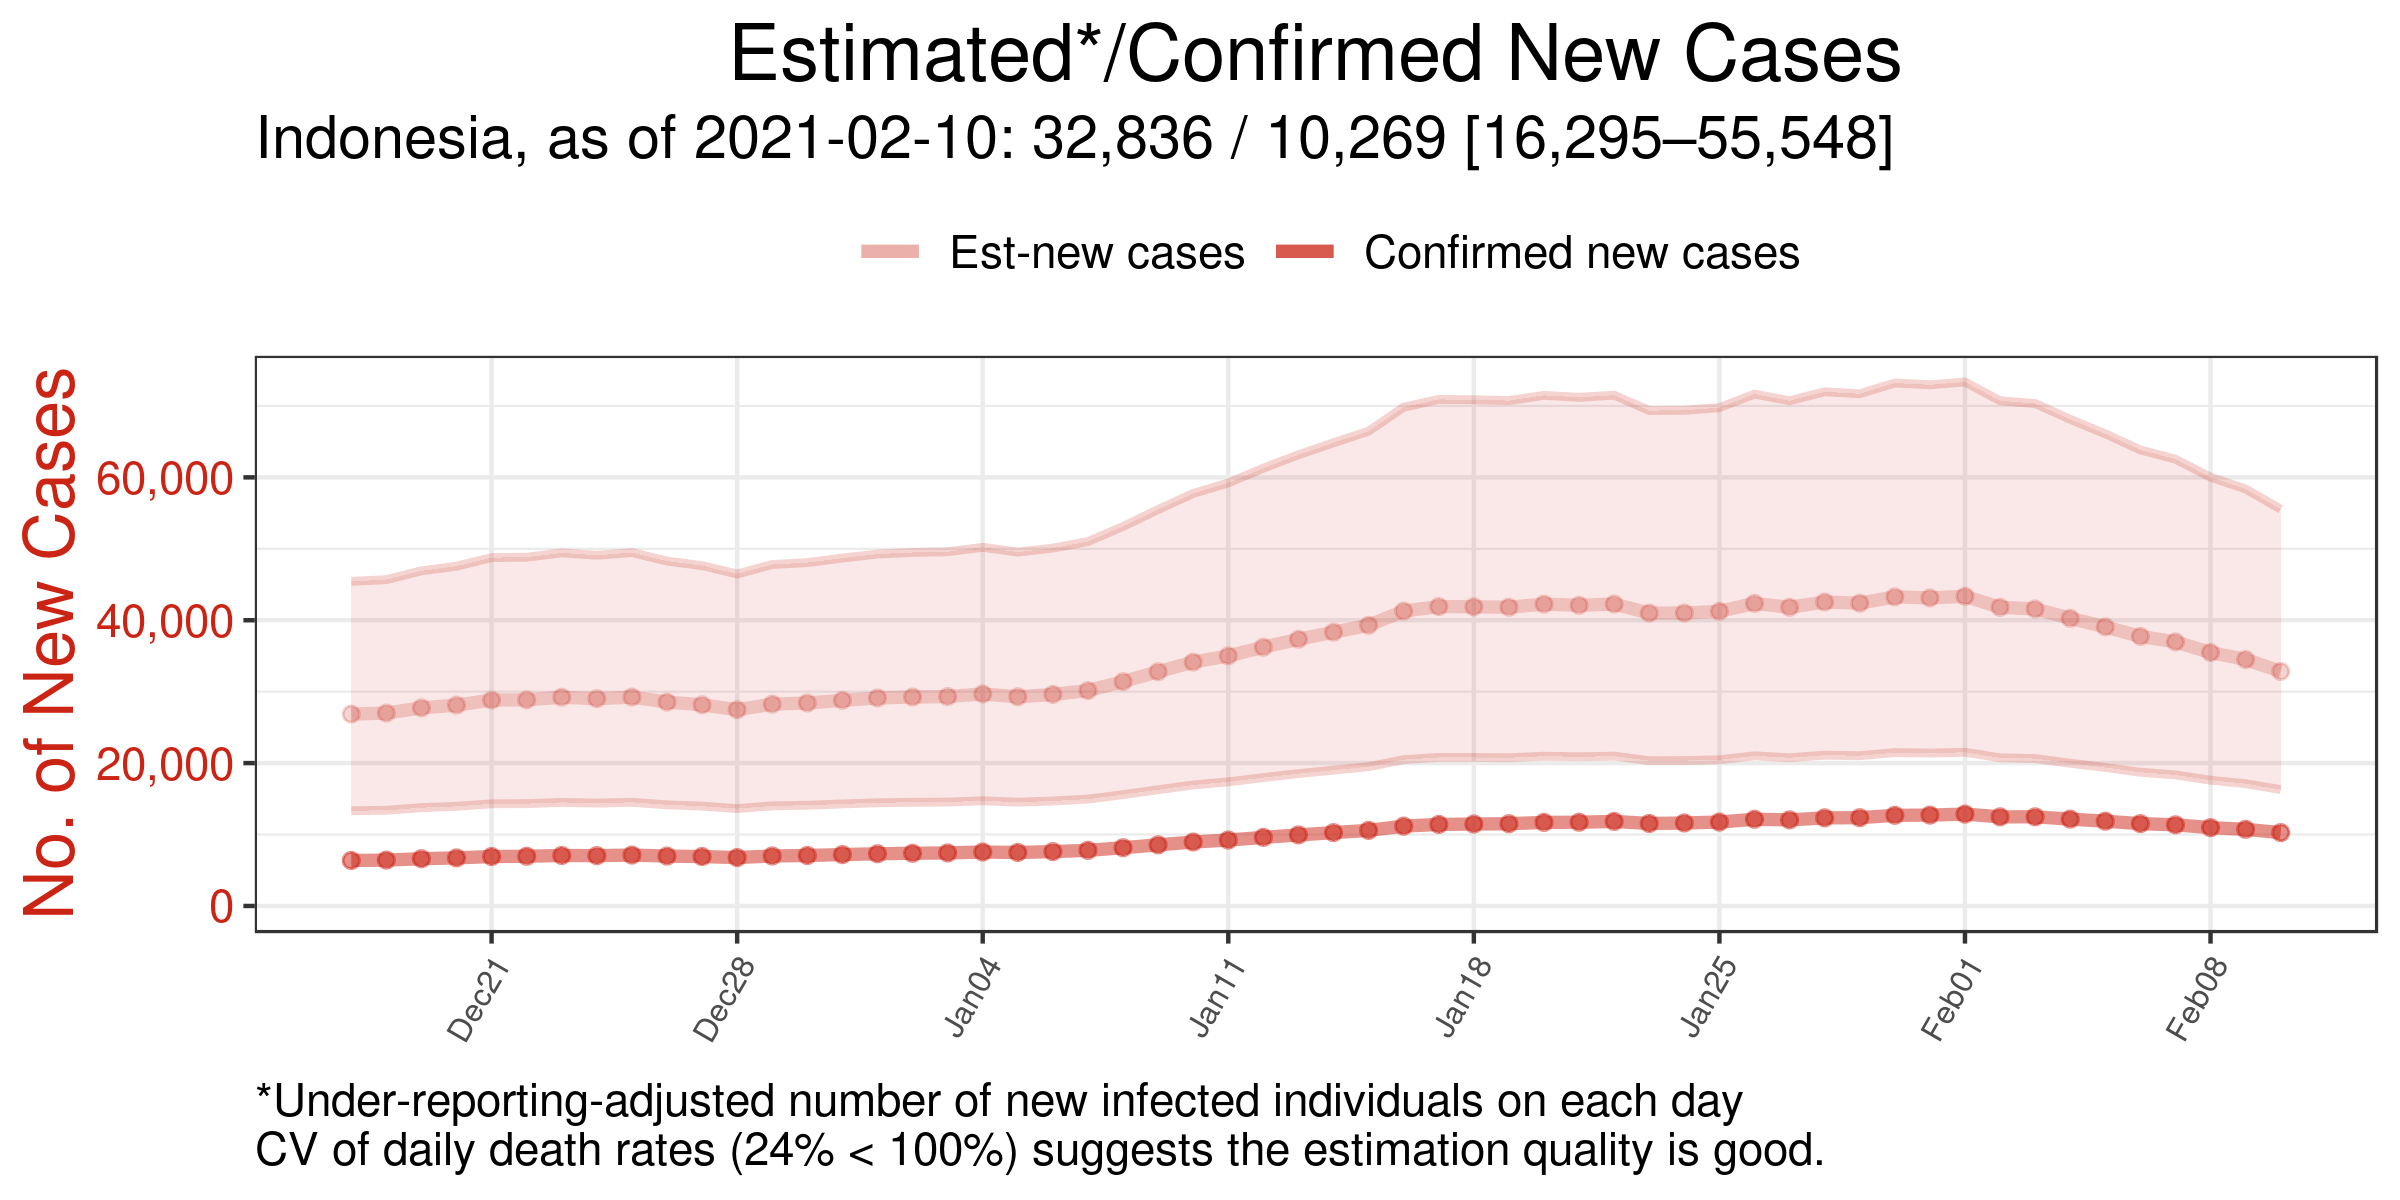 Estimated*/Confirmed New Cases
Indonesia, as of 2021-02-10: 32,836 / 10,269 [16,295–55,548]
Est-new cases
Confirmed new cases
No. of New Cases
60,000
40,000
20,000
0
Dec21
Dec28
Jan04
Jan11
Jan18
Jan25
Feb01
Feb08
*Under-reporting-adjusted number of new infected individuals on each day
CV of daily death rates (24% < 100%) suggests the estimation quality is good.